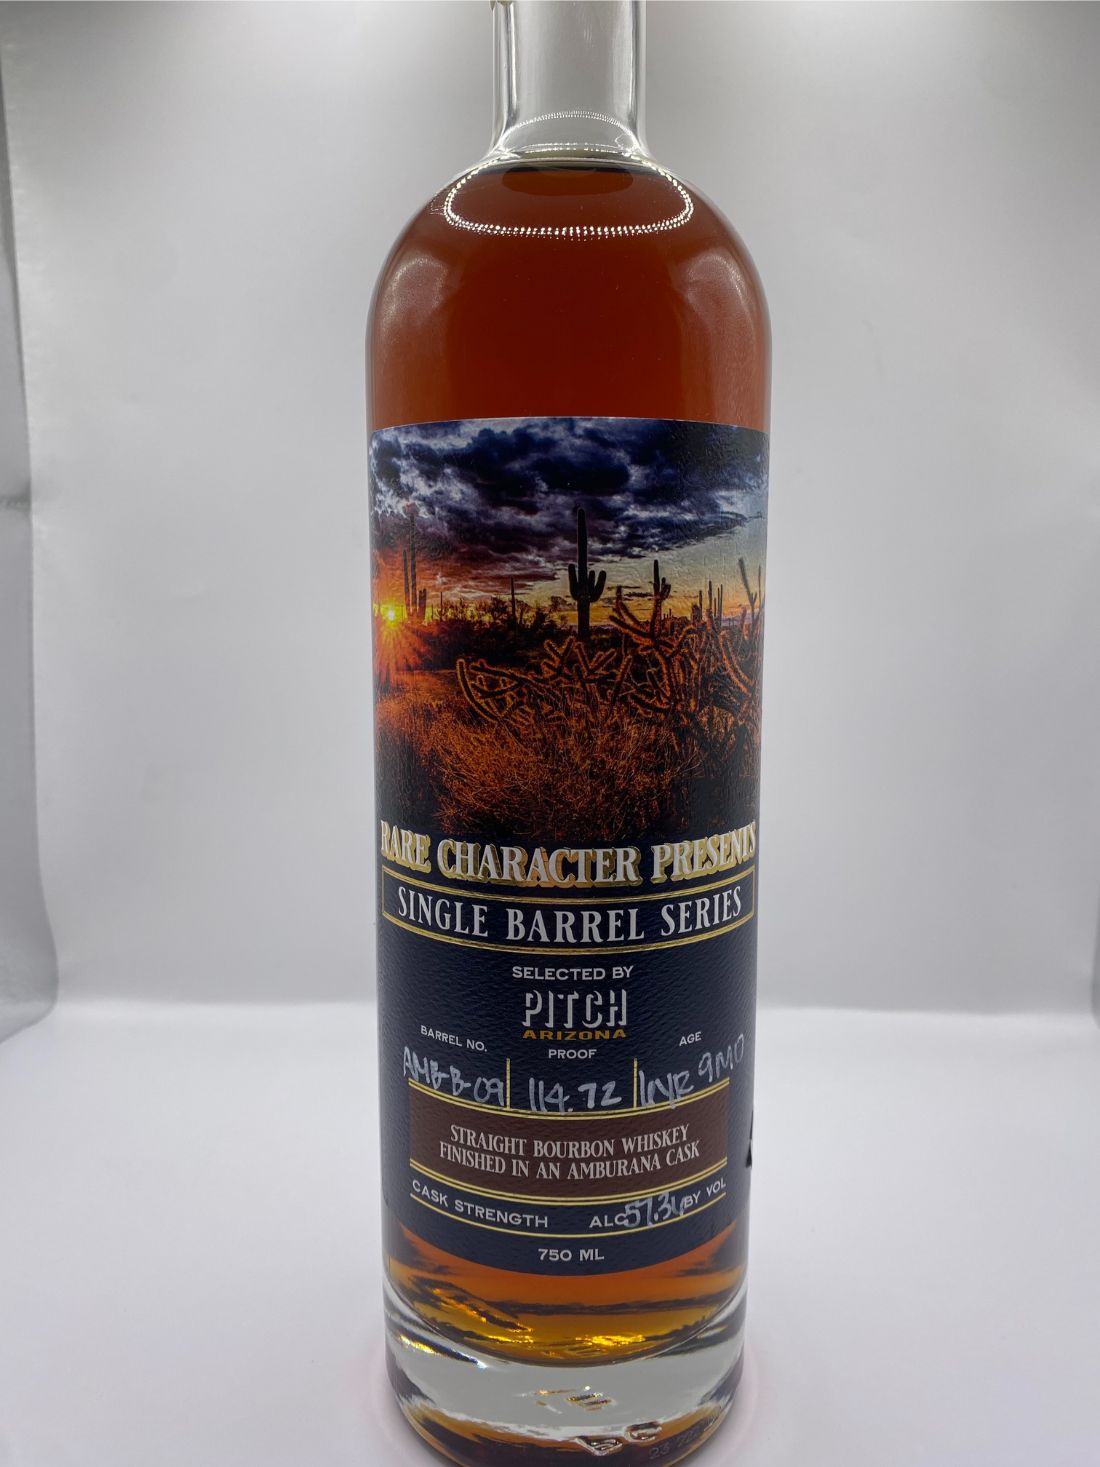 RARE CHARACTER PRESENTS
SINGLE BARREL SERIES
SELECTED BY
PITCH
ARIZONA
BARREL NO. PROOF AGE
AMB-B-09 114.72 6YR 9MO
STRAIGHT BOURBON WHISKEY
FINISHED IN AN AMBURANA CASK
CASK STRENGTH ALC 57.36 BY VOL
750 ML